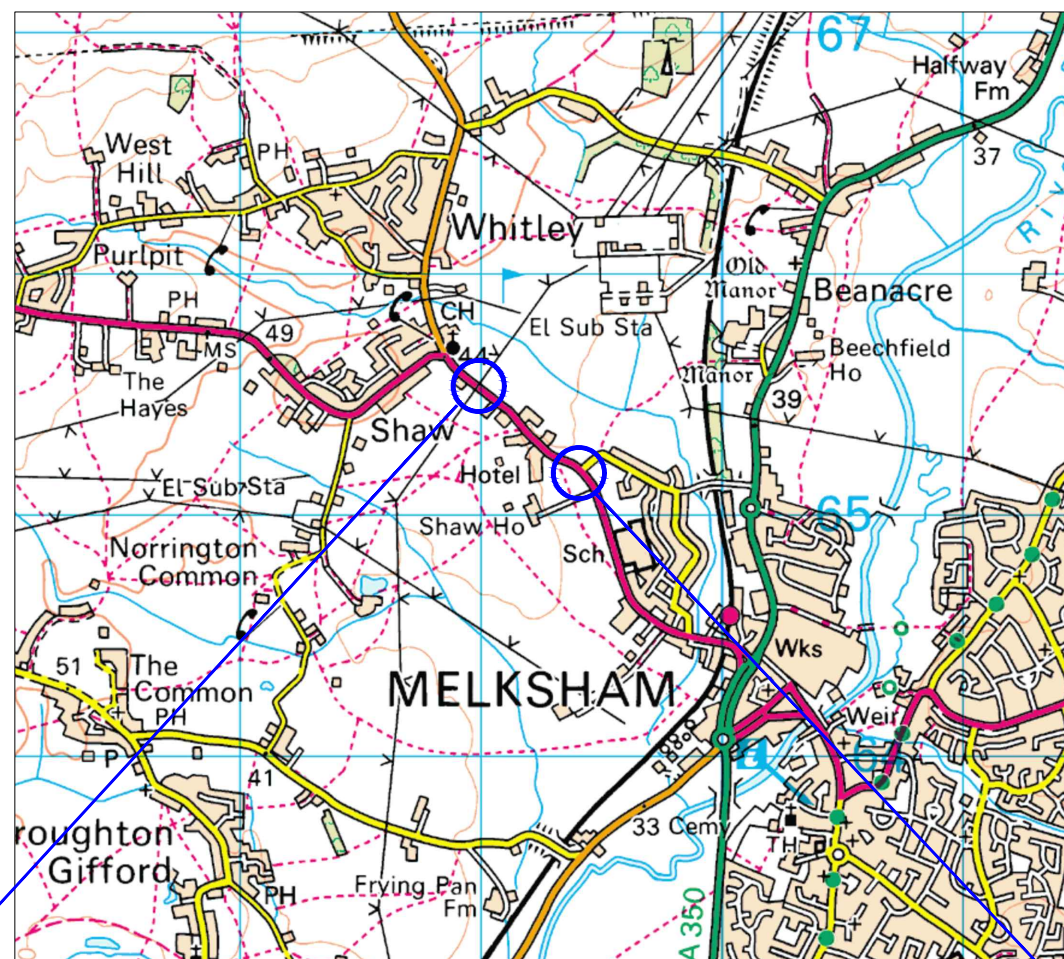 67
Halfway
Fm
37
West
Hill
PH
Whitley
Purlpit
Old
Manor
Beanacre
PH
CH
49
MS
44
El Sub Sta
Beechfield
Ho
Manor
39
The
Hayes
Shaw
Hotel
El Sub Sta
65
Shaw Ho
Norrington
Common
Sch
51
The
Common
MELKSHAM
Wks
PH
Weir
P
41
64
roughton
Gifford
33
Cemy
TH
PH
Frying Pan
Fm
A 350
R I V